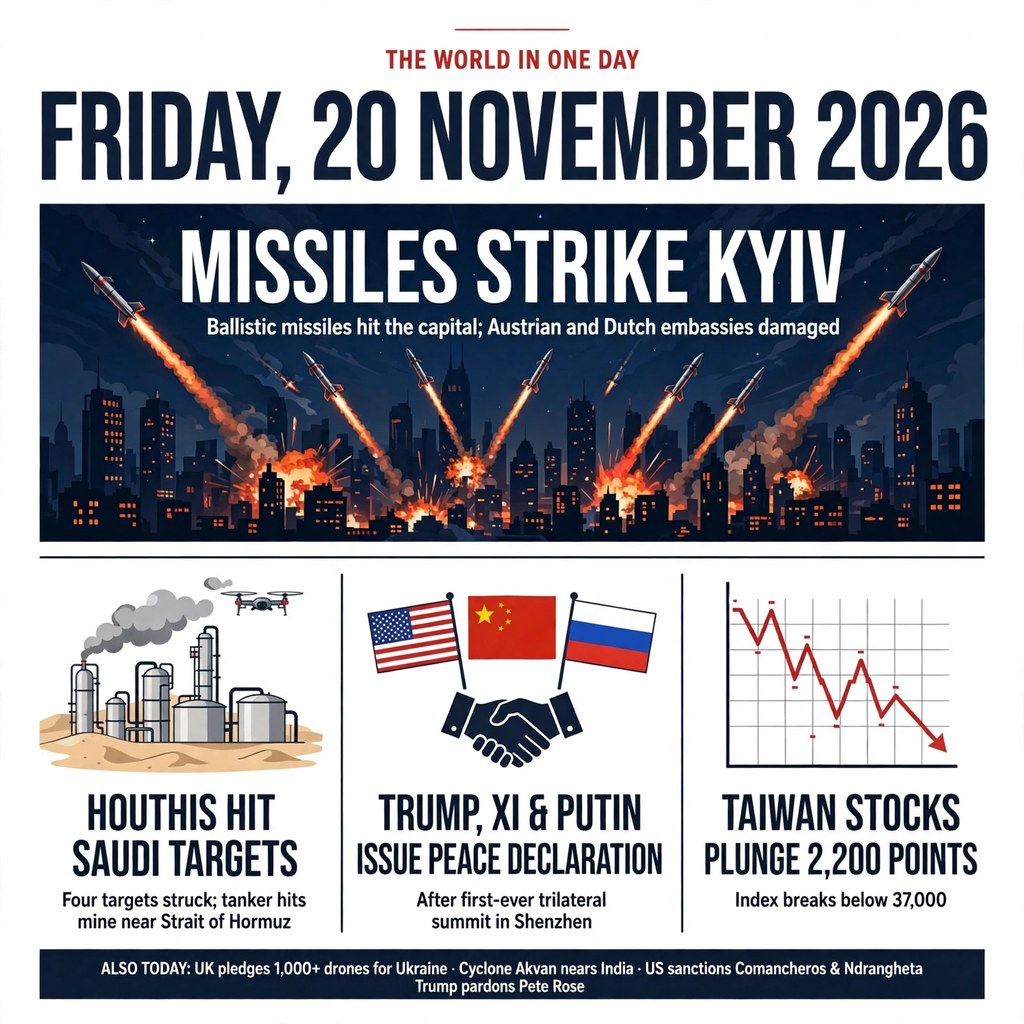 THE WORLD IN ONE DAY
FRIDAY, 20 NOVEMBER 2026
MISSILES STRIKE KYIV
Ballistic missiles hit the capital; Austrian and Dutch embassies damaged
HOUTHIS HIT
SAUDI TARGETS
Four targets struck; tanker hits
mine near Strait of Hormuz
TRUMP, XI & PUTIN
ISSUE PEACE DECLARATION
After first-ever trilateral
summit in Shenzhen
TAIWAN STOCKS
PLUNGE 2,200 POINTS
Index breaks below 37,000
ALSO TODAY: UK pledges 1,000+ drones for Ukraine · Cyclone Akvan nears India · US sanctions Comancheros & Ndrangheta
Trump pardons Pete Rose